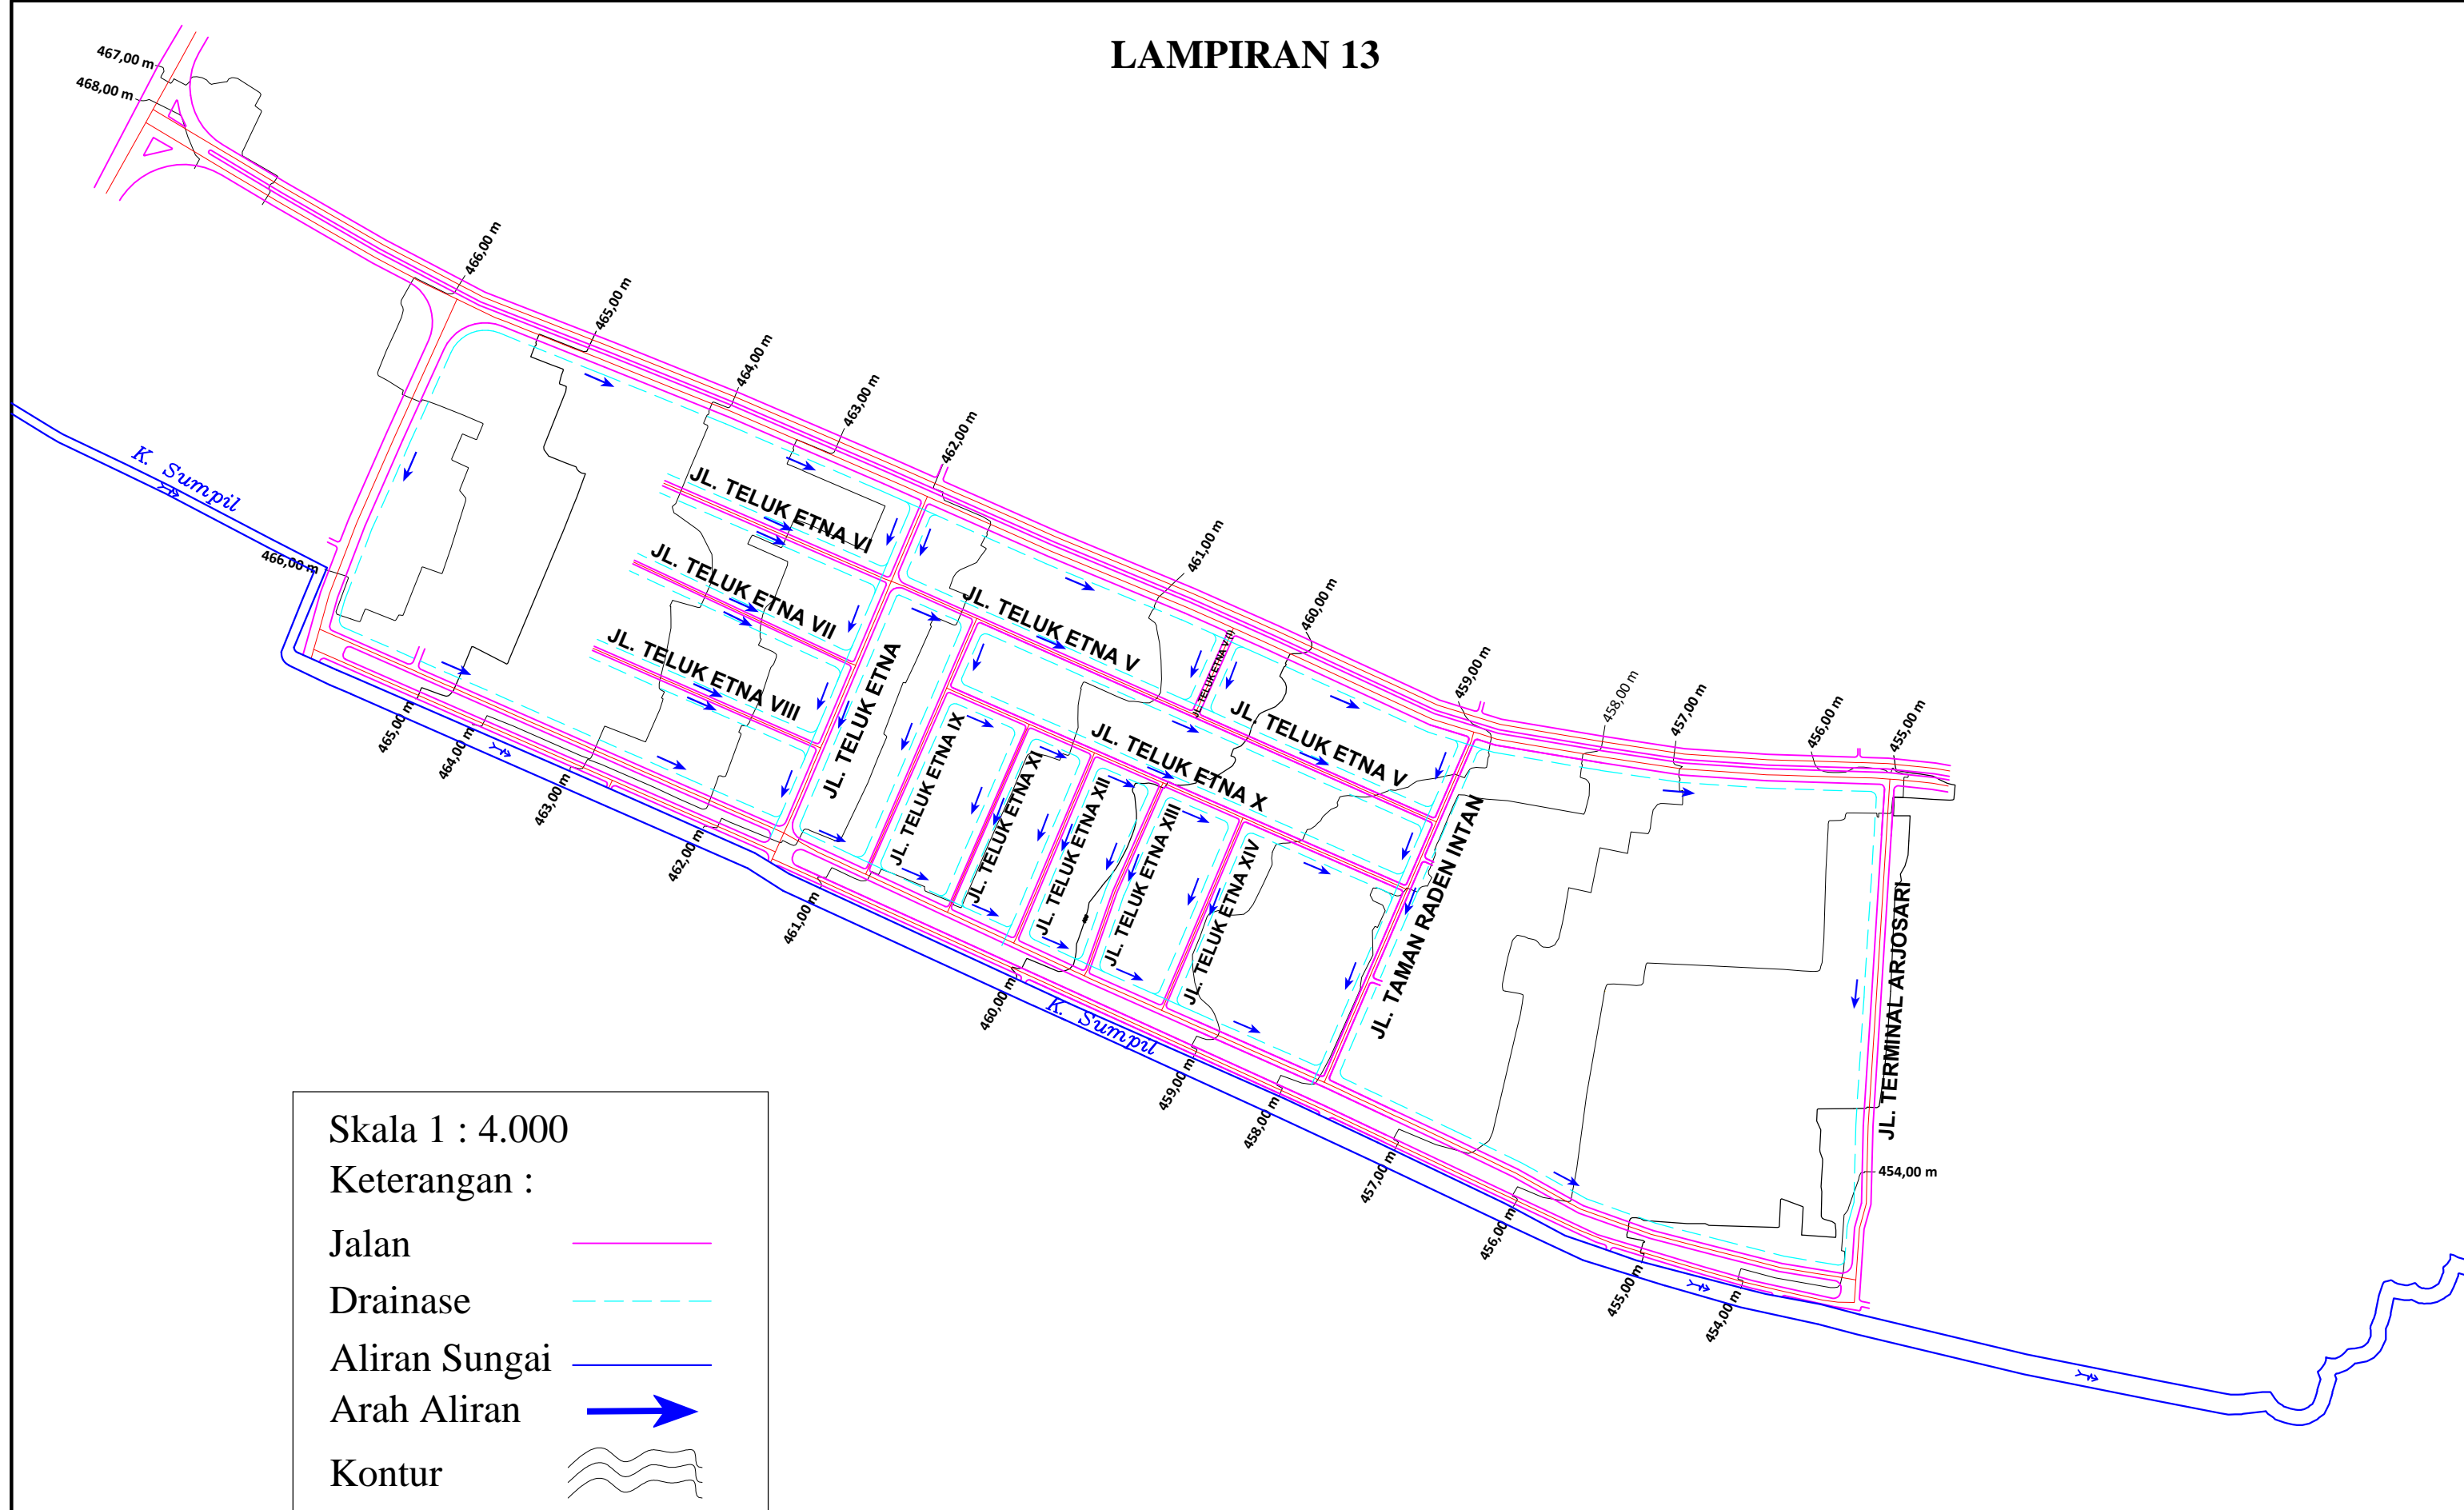 LAMPIRAN 13
467,00 m
468,00 m
466,00 m
465,00 m
464,00 m
463,00 m
462,00 m
461,00 m
460,00 m
459,00 m
458,00 m
457,00 m
456,00 m
455,00 m
K. Sumpil
466,00 m
JL. TELUK ETNA VI
JL. TELUK ETNA VII
JL. TELUK ETNA VIII
JL. TELUK ETNA
JL. TELUK ETNA V
JL. TELUK ETNA V
JL. TELUK ETNA X
JL. TELUK ETNA IX
JL. TELUK ETNA XI
JL. TELUK ETNA XII
JL. TELUK ETNA XIII
JL. TELUK ETNA XIV
JL. TAMAN RADEN INTAN
JL. TERMINAL ARJOSARI
465,00 m
464,00 m
463,00 m
462,00 m
461,00 m
460,00 m
K. Sumpil
459,00 m
458,00 m
457,00 m
456,00 m
455,00 m
454,00 m
454,00 m
Skala 1 : 4.000
Keterangan :
Jalan
Drainase
Aliran Sungai
Arah Aliran
Kontur